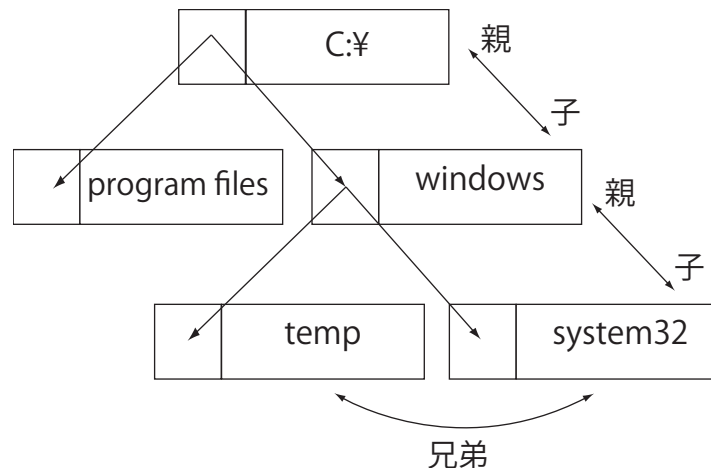 C:¥
親
子
program files
windows
親
子
temp
system32
兄弟